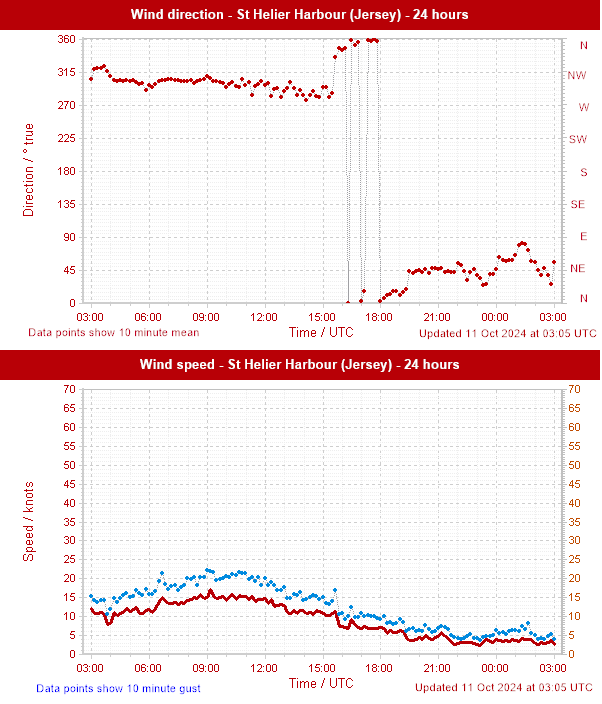 Wind direction - St Helier Harbour (Jersey) - 24 hours
360
315
270
225
180
135
90
45
0
N
NW
W
SW
S
SE
E
NE
N
Direction / ° true
03:00 06:00 09:00 12:00 15:00 18:00 21:00 00:00 03:00
Time / UTC
Data points show 10 minute mean
Updated 11 Oct 2024 at 03:05 UTC
Wind speed - St Helier Harbour (Jersey) - 24 hours
70 70
65 65
60 60
55 55
50 50
45 45
40 40
35 35
30 30
25 25
20 20
15 15
10 10
5 5
0 0
Speed / knots
03:00 06:00 09:00 12:00 15:00 18:00 21:00 00:00 03:00
Time / UTC
Data points show 10 minute gust
Updated 11 Oct 2024 at 03:05 UTC